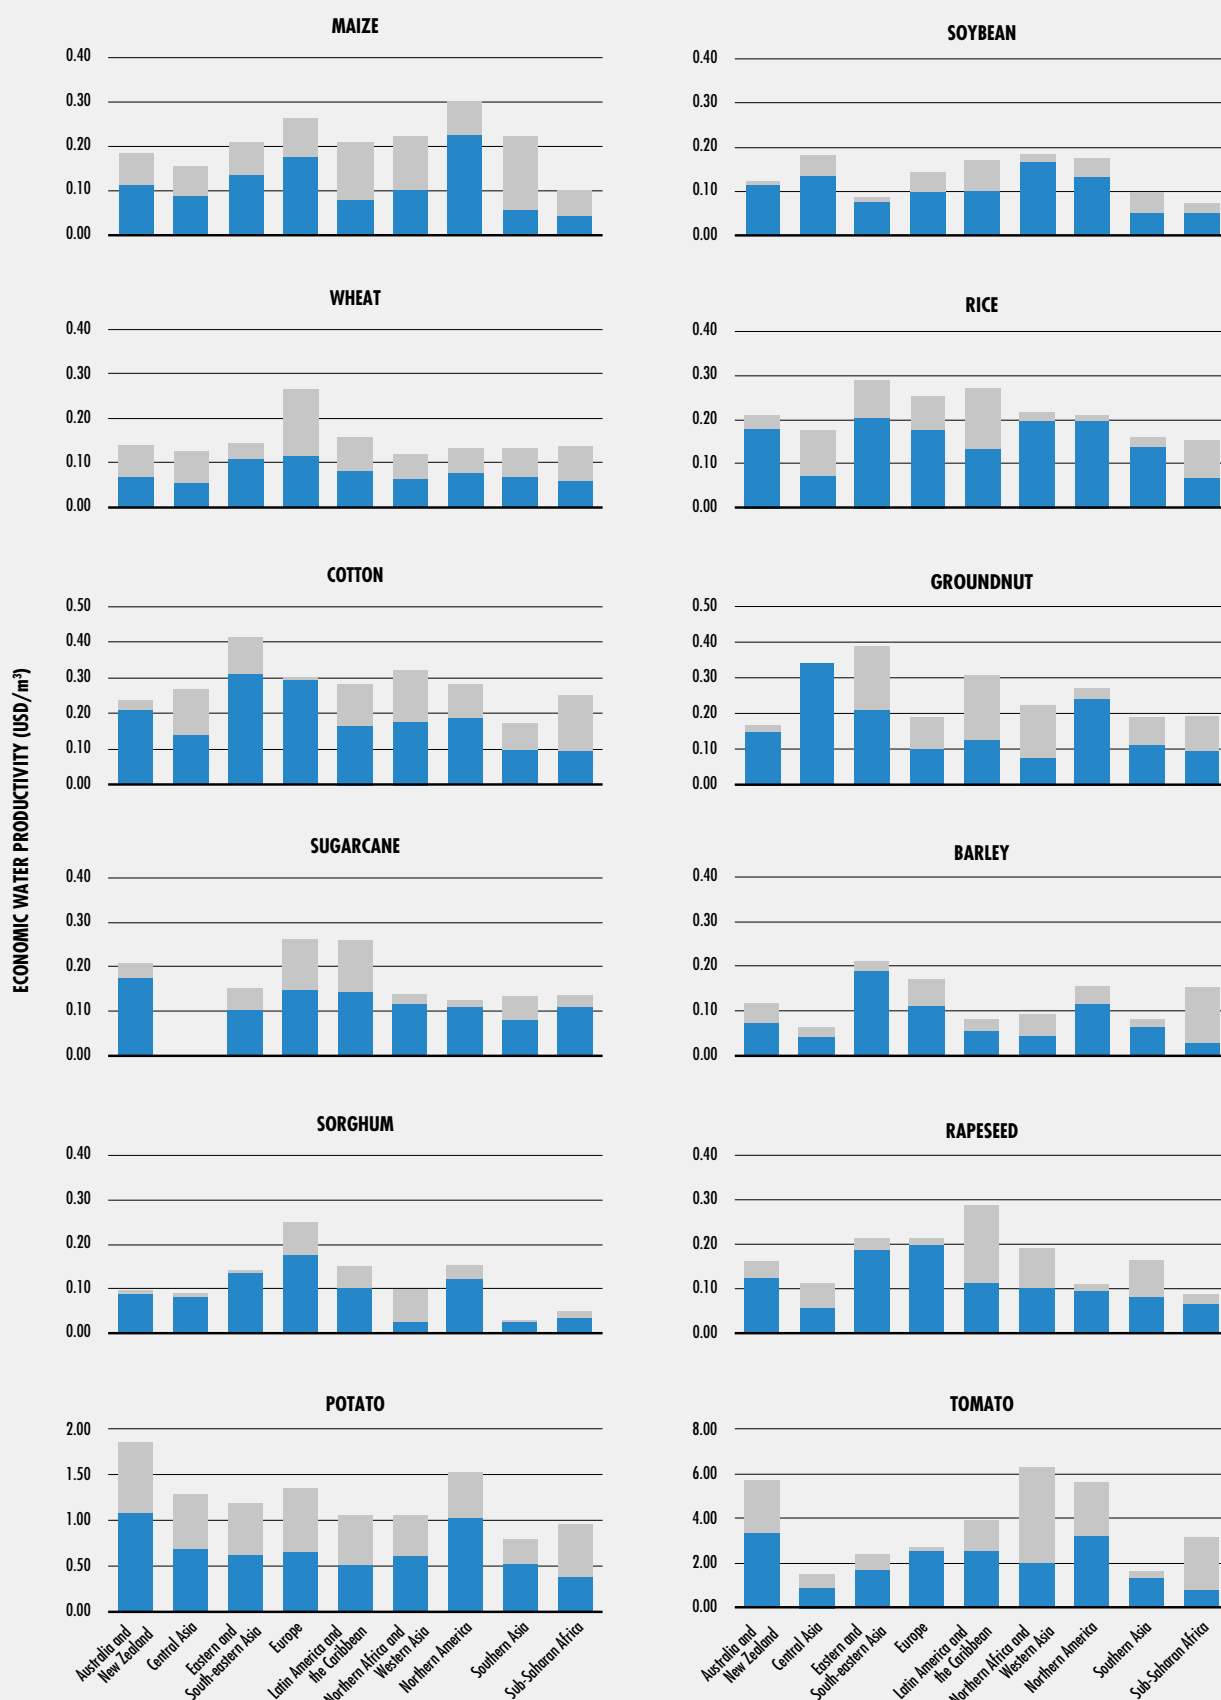 MAIZE
0.40
0.30
0.20
0.10
0.00
SOYBEAN
0.40
0.30
0.20
0.10
0.00
WHEAT
0.40
0.30
0.20
0.10
0.00
RICE
0.40
0.30
0.20
0.10
0.00
COTTON
0.50
0.40
0.30
0.20
0.10
0.00
GROUNDNUT
0.50
0.40
0.30
0.20
0.10
0.00
ECONOMIC WATER PRODUCTIVITY (USD/m³)
SUGARCANE
0.40
0.30
0.20
0.10
0.00
BARLEY
0.40
0.30
0.20
0.10
0.00
SORGHUM
0.40
0.30
0.20
0.10
0.00
RAPESEED
0.40
0.30
0.20
0.10
0.00
POTATO
2.00
1.50
1.00
0.50
0.00
Australia and
New Zealand
Central Asia
Eastern and
South-eastern Asia
Europe
Latin America and
the Caribbean
Northern Africa and
Western Asia
Northern America
Southern Asia
Sub-Saharan Africa
TOMATO
8.00
6.00
4.00
2.00
0.00
Australia and
New Zealand
Central Asia
Eastern and
South-eastern Asia
Europe
Latin America and
the Caribbean
Northern Africa and
Western Asia
Northern America
Southern Asia
Sub-Saharan Africa